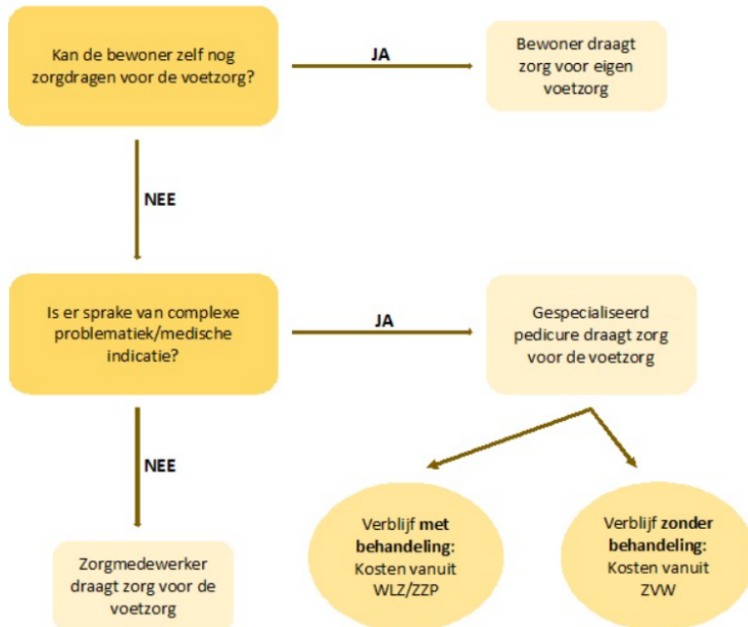 Kan de bewoner zelf nog
zorgdragen voor de voetzorg?
JA
Bewoner draagt
zorg voor eigen
voetzorg
NEE
Is er sprake van complexe
problematiek/medische
indicatie?
JA
Gespecialiseerd
pedicure draagt zorg
voor de voetzorg
NEE
Zorgmedewerker
draagt zorg voor de
voetzorg
Verblijf met
behandeling:
Kosten vanuit
WLZ/ZZP
Verblijf zonder
behandeling:
Kosten vanuit
ZVW